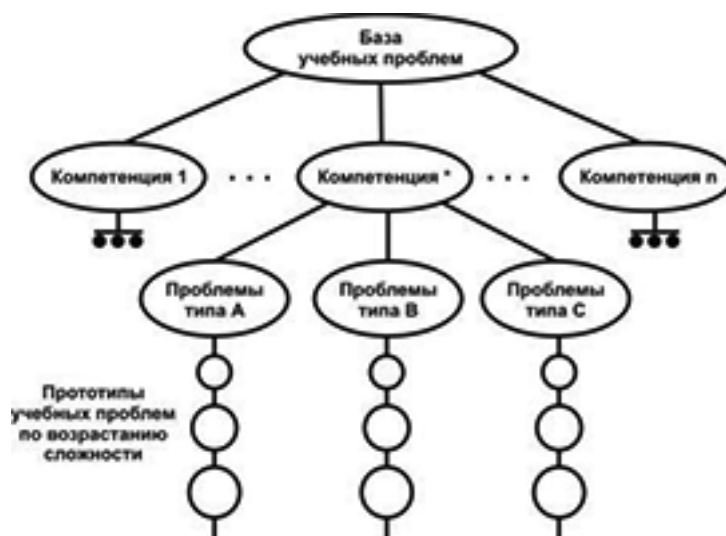 База
учебных проблем
Компетенция 1
. . .
Компетенция *
. . .
Компетенция n
Проблемы
типа А
Проблемы
типа В
Проблемы
типа С
Прототипы
учебных проблем
по возрастанию
сложности